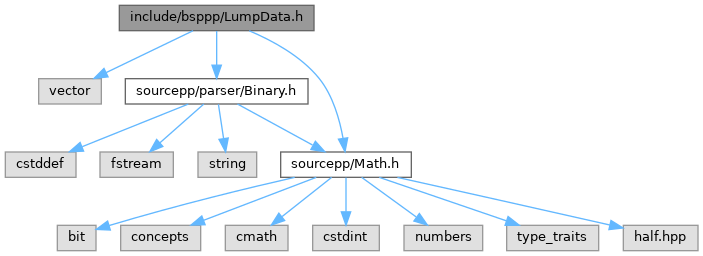 include/bsppp/LumpData.h
vector
sourcepp/parser/Binary.h
cstddef
fstream
string
sourcepp/Math.h
bit
concepts
cmath
cstdint
numbers
type_traits
half.hpp